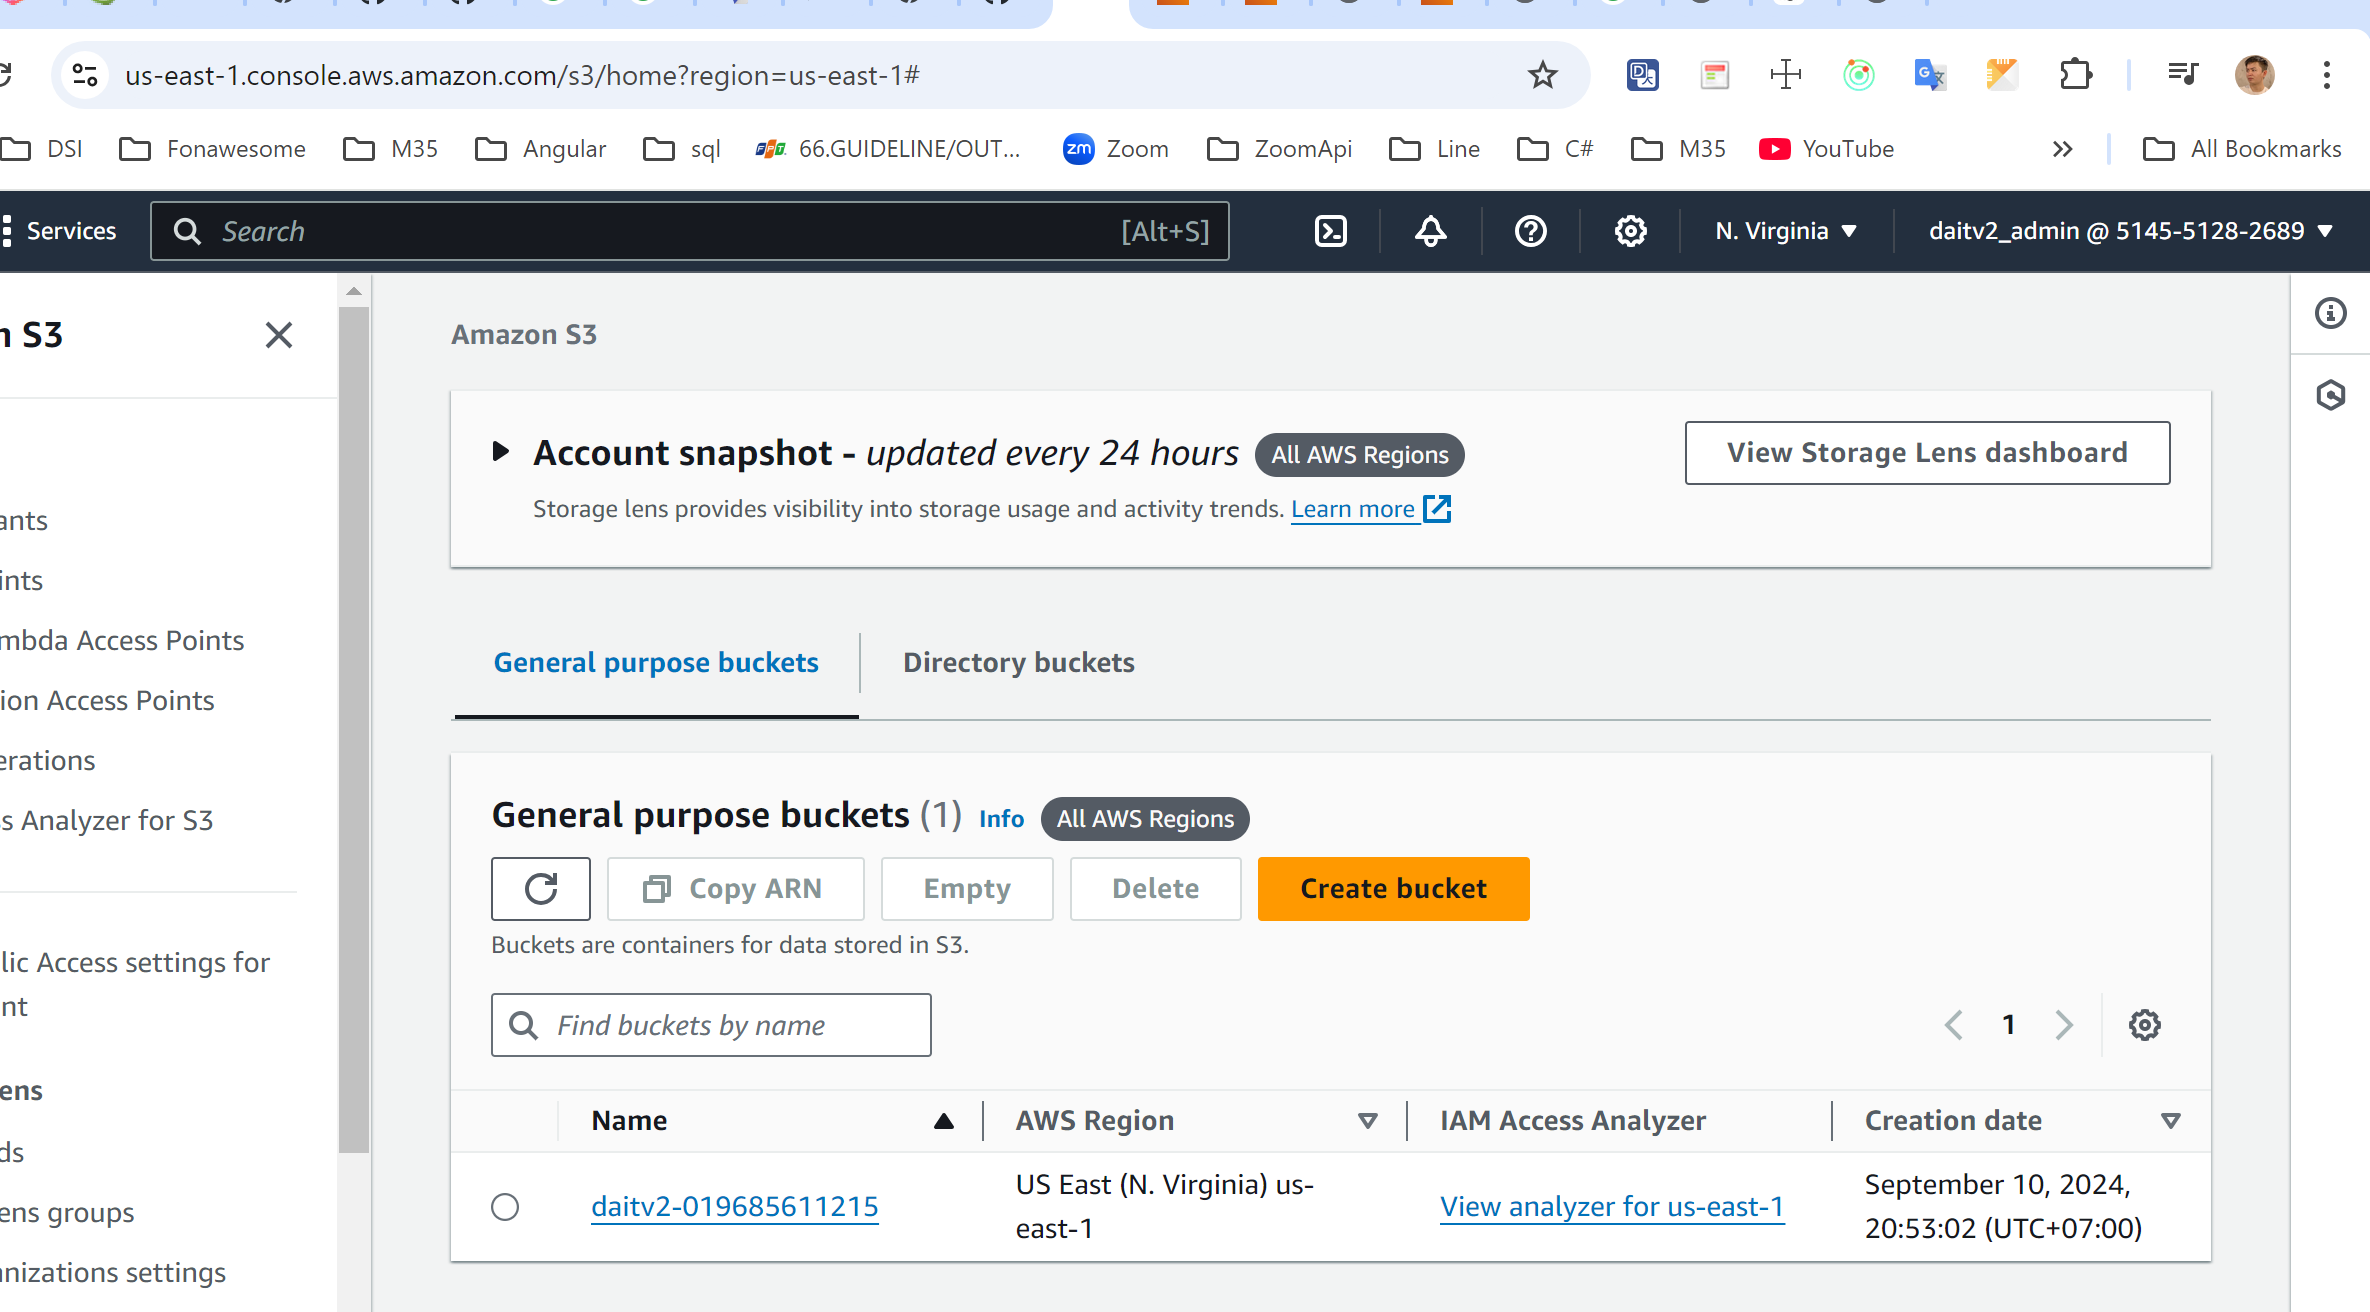 us-east-1.console.aws.amazon.com/s3/home?region=us-east-1#
DSI Fonawesome M35 Angular sql 66.GUIDELINE/OUT... Zoom ZoomApi Line C# M35 YouTube All Bookmarks
Services Search [Alt+S] N. Virginia daitv2_admin @ 5145-5128-2689
n S3
ants
ints
mbda Access Points
ion Access Points
erations
s Analyzer for S3
lic Access settings for
nt
ens
ds
ens groups
nizations settings
Amazon S3
Account snapshot - updated every 24 hours All AWS Regions
View Storage Lens dashboard
Storage lens provides visibility into storage usage and activity trends. Learn more
General purpose buckets Directory buckets
General purpose buckets (1) Info All AWS Regions
Copy ARN Empty Delete Create bucket
Buckets are containers for data stored in S3.
Find buckets by name 1
Name AWS Region IAM Access Analyzer Creation date
daitv2-019685611215
US East (N. Virginia) us-
east-1
View analyzer for us-east-1
September 10, 2024,
20:53:02 (UTC+07:00)